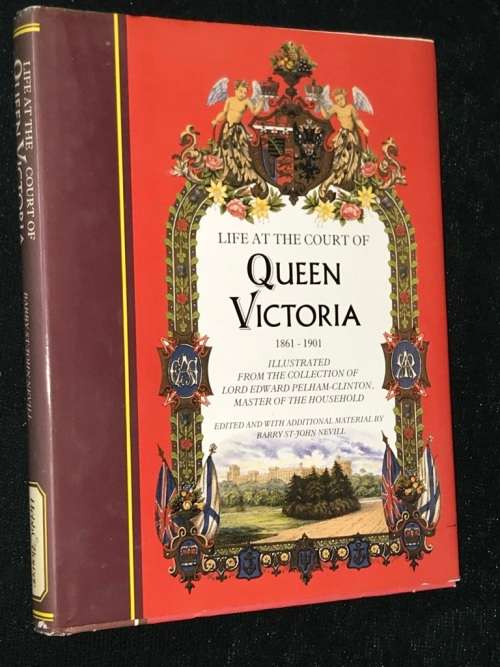 LIFE AT THE COURT OF
QUEEN VICTORIA
BARRY ST-JOHN NEVILL
LIFE AT THE COURT OF
QUEEN
VICTORIA
1861 - 1901
ILLUSTRATED
FROM THE COLLECTION OF
LORD EDWARD PELHAM-CLINTON,
MASTER OF THE HOUSEHOLD
EDITED AND WITH ADDITIONAL MATERIAL BY
BARRY ST-JOHN NEVILL